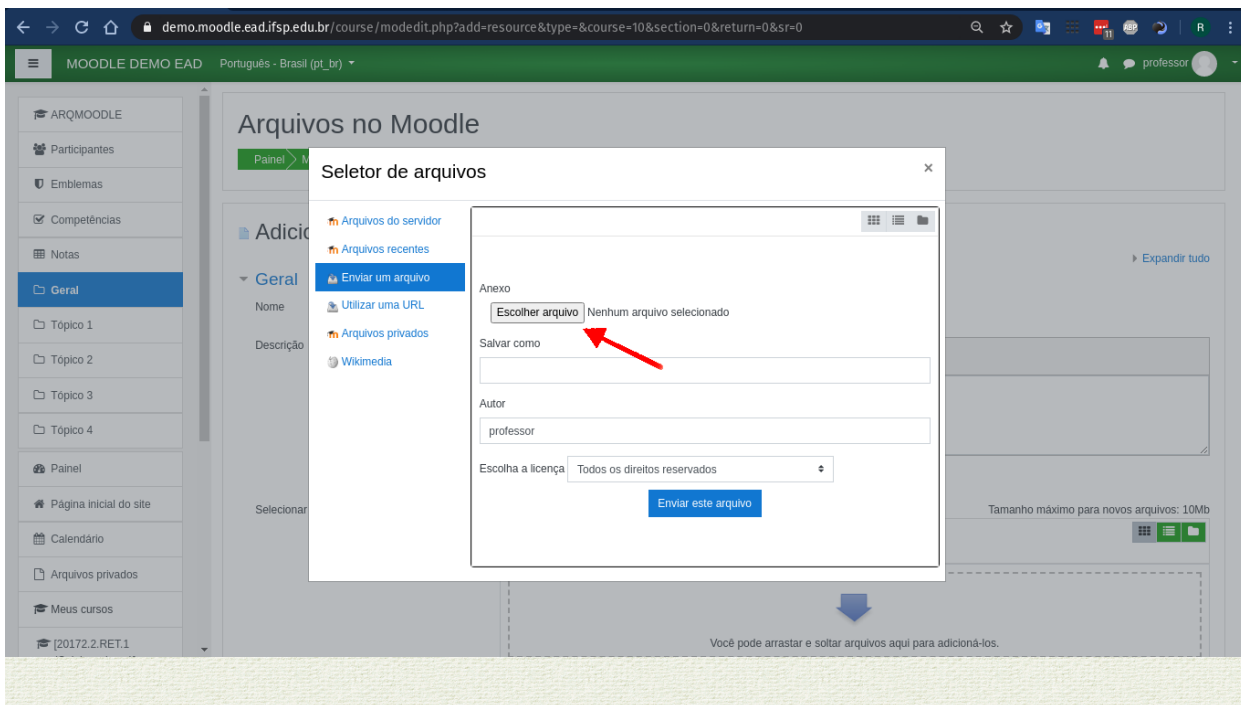 demo.moodle.ead.ifsp.edu.br/course/modedit.php?add=resource&type=&course=10&section=0&return=0&sr=0
11
ABP
R
MOODLE DEMO EAD
Português - Brasil (pt_br)
professor
ARQMOODLE
Participantes
Emblemas
Competências
Notas
Geral
Tópico 1
Tópico 2
Tópico 3
Tópico 4
Painel
Página inicial do site
Calendário
Arquivos privados
Meus cursos
[20172.2.RET.1
Arquivos no Moodle
Painel
M
Adicic
Expandir tudo
Geral
Nome
Descrição
Selecionar
Seletor de arquivos
×
Arquivos do servidor
Arquivos recentes
Enviar um arquivo
Utilizar uma URL
Arquivos privados
Wikimedia
Anexo
Escolher arquivo Nenhum arquivo selecionado
Salvar como
Autor
professor
Escolha a licença Todos os direitos reservados
Enviar este arquivo
Tamanho máximo para novos arquivos: 10Mb
Você pode arrastar e soltar arquivos aqui para adicioná-los.